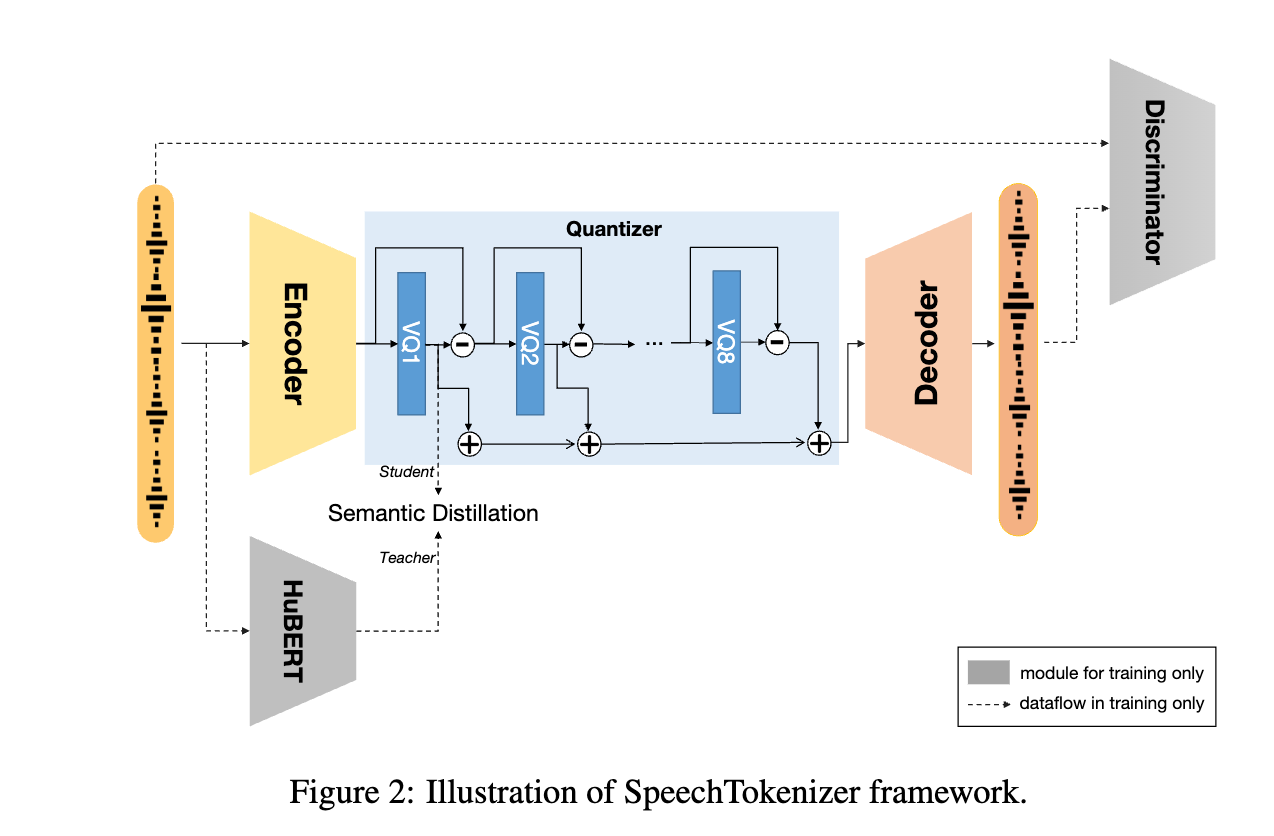 Discriminator
Quantizer
Encoder
VQ1
VQ2
...
VQ8
Decoder
Student
Semantic Distillation
Teacher
HuBERT
module for training only
dataflow in training only
Figure 2: Illustration of SpeechTokenizer framework.